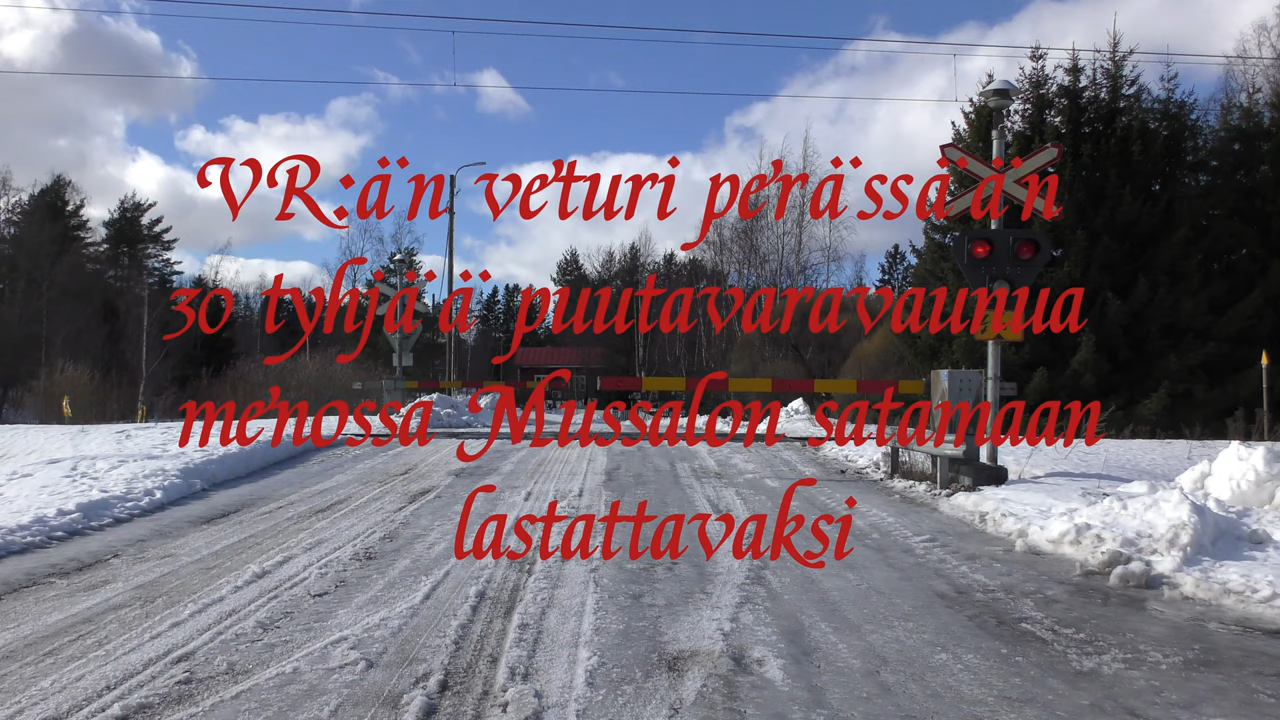 VR:än veturi perässään
30 tyhjää puutavaravaunua
menossa Mussalon satamaan
lastattavaksi